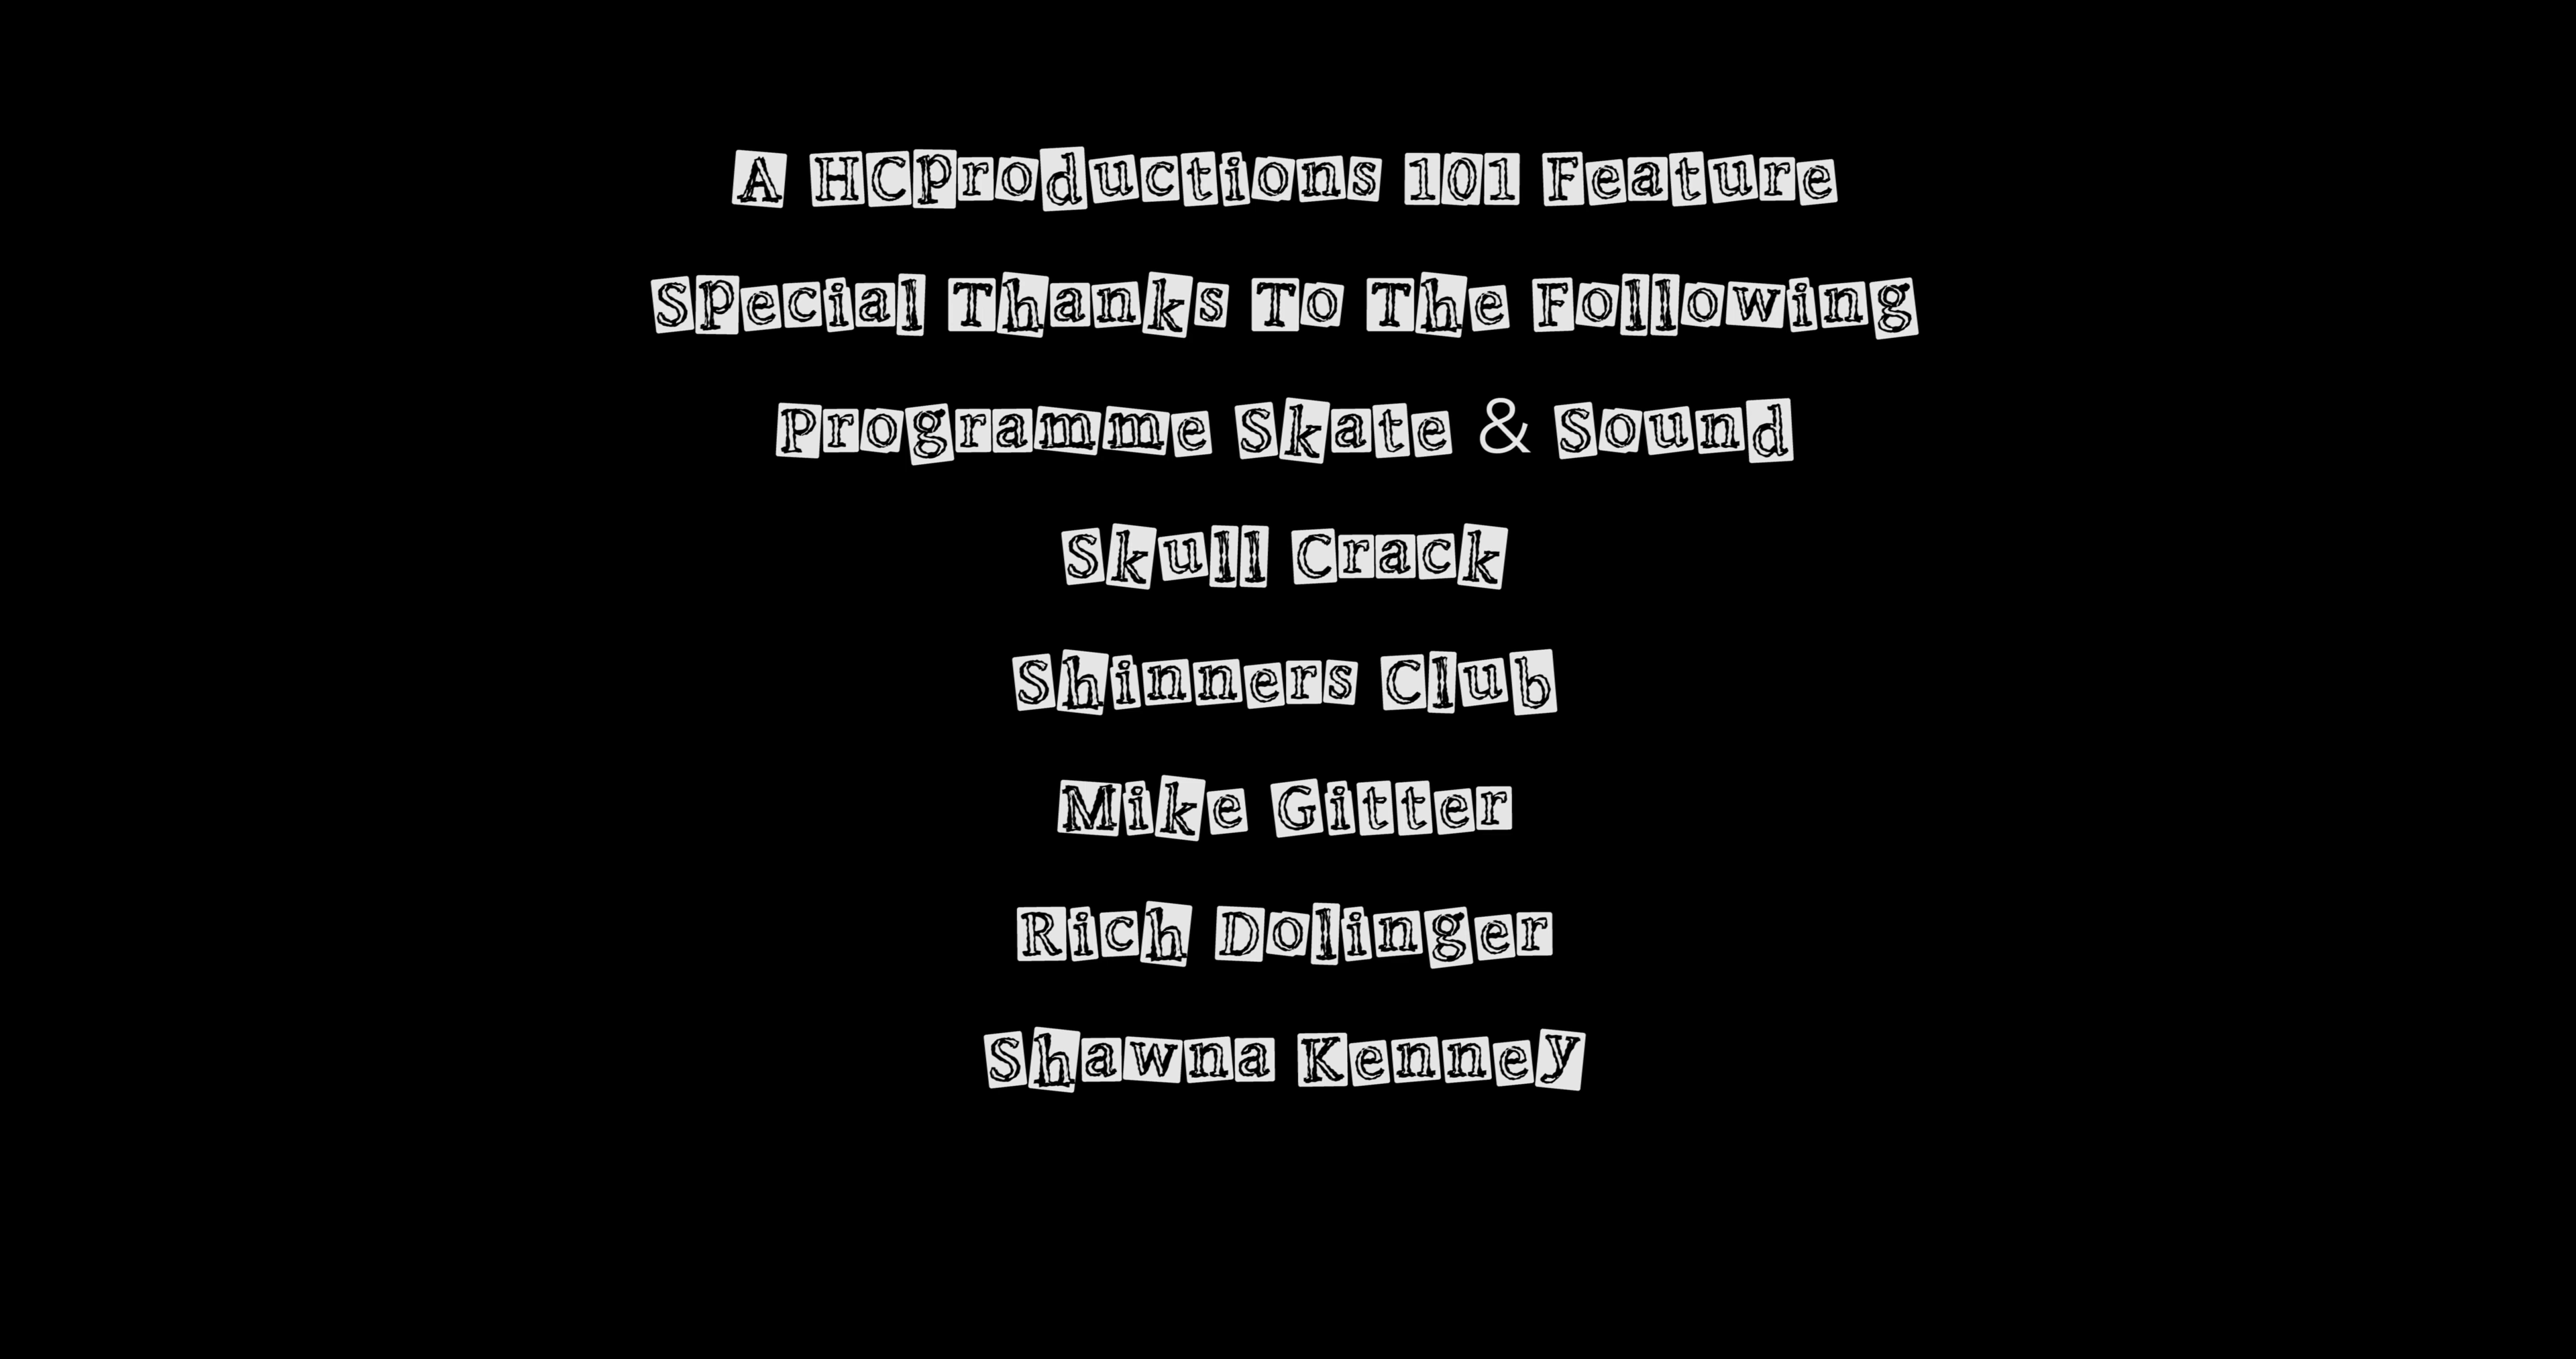 A HCProductions 101 Feature
Special Thanks To The Following
Programme Skate & Sound
Skull Crack
Shinners Club
Mike Gitter
Rich Dolinger
Shawna Kenney